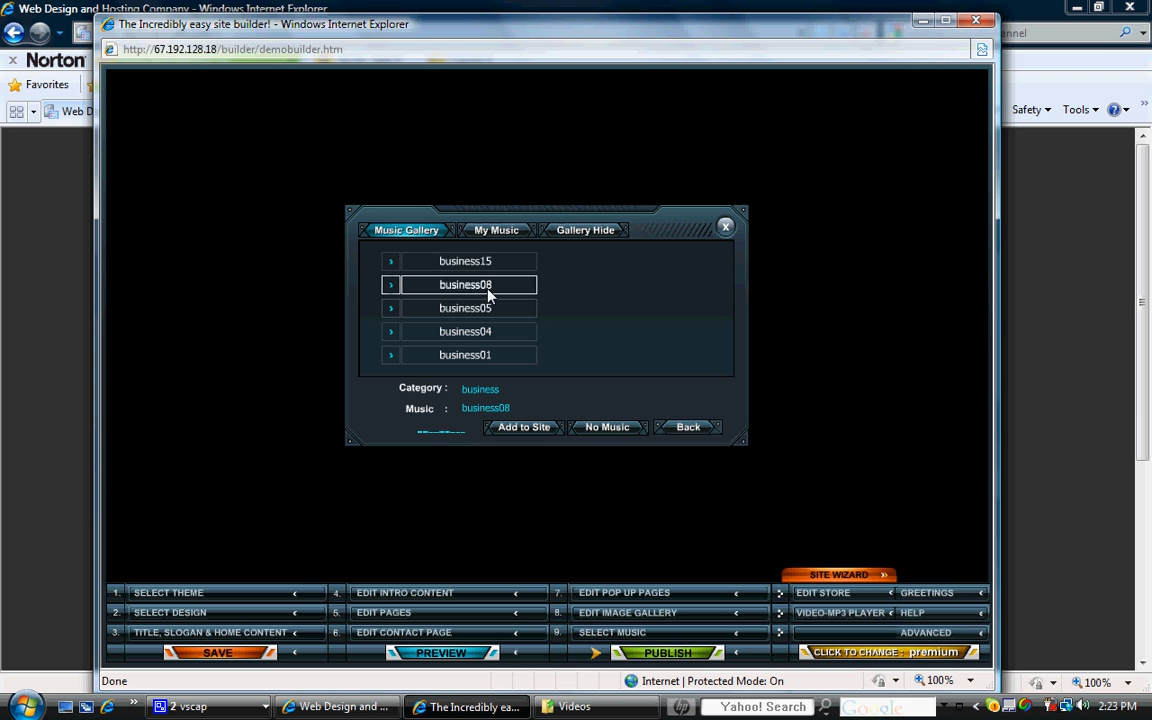 Web Design and Hosting Company - Windows Internet Explorer
The Incredibly easy site builder! - Windows Internet Explorer
http://67.192.128.18/builder/demobuilder.htm
nnel
x Norton
Favorites
Web D
Safety
Tools
Music Gallery
My Music
Gallery Hide
X
business15
business08
business05
business04
business01
Category : business
Music : business08
Add to Site
No Music
Back
SITE WIZARD
1. SELECT THEME
4. EDIT INTRO CONTENT
7. EDIT POP UP PAGES
EDIT STORE
GREETINGS
2. SELECT DESIGN
5. EDIT PAGES
8. EDIT IMAGE GALLERY
VIDEO-MP3 PLAYER
HELP
3. TITLE, SLOGAN & HOME CONTENT
6. EDIT CONTACT PAGE
9. SELECT MUSIC
ADVANCED
SAVE
PREVIEW
PUBLISH
CLICK TO CHANGE : premium
Done
Internet | Protected Mode: On
100%
100%
2 vscap
Web Design and ...
The Incredibly ea...
Videos
hp
Yahoo! Search
Google
2:23 PM